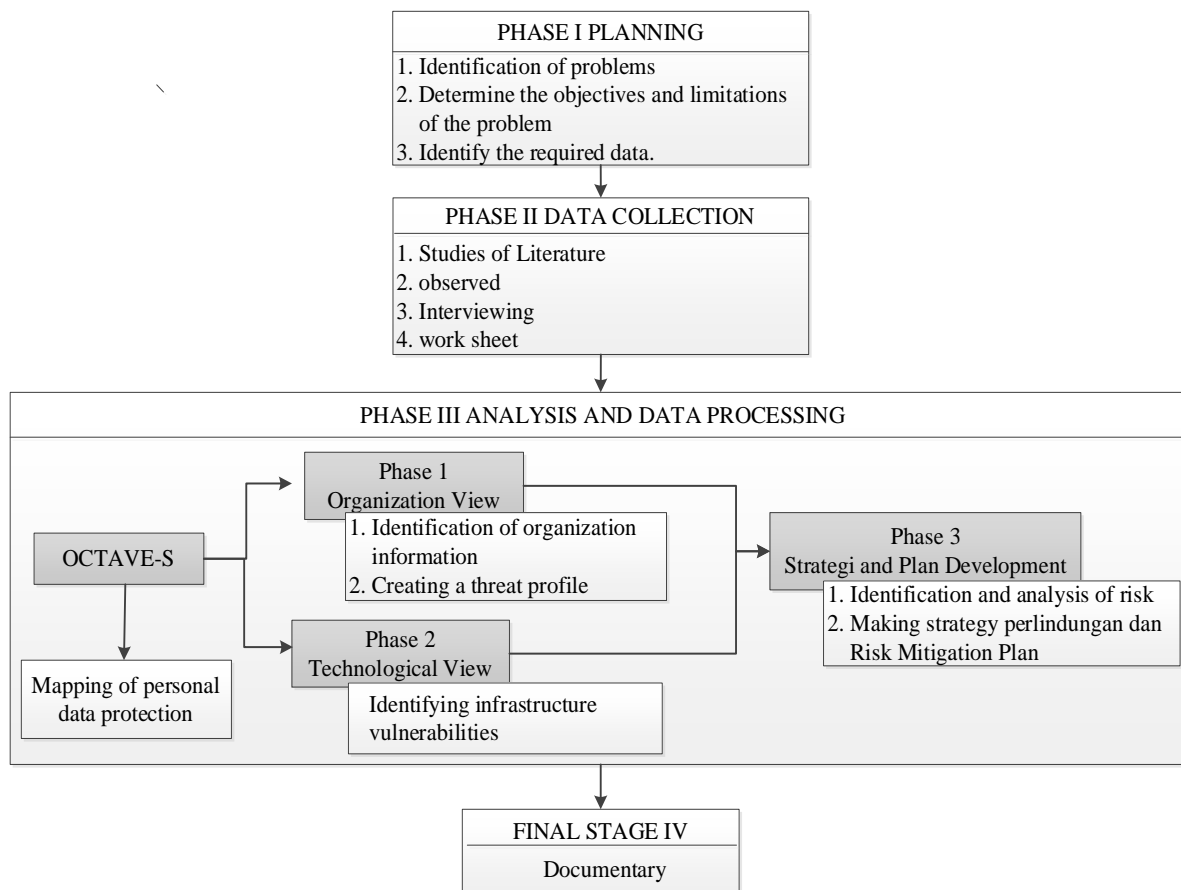 PHASE I PLANNING
1. Identification of problems
2. Determine the objectives and limitations
of the problem
3. Identify the required data.
PHASE II DATA COLLECTION
1. Studies of Literature
2. observed
3. Interviewing
4. work sheet
PHASE III ANALYSIS AND DATA PROCESSING
OCTAVE-S
Mapping of personal
data protection
Phase 1
Organization View
1. Identification of organization
information
2. Creating a threat profile
Phase 2
Technological View
Identifying infrastructure
vulnerabilities
Phase 3
Strategi and Plan Development
1. Identification and analysis of risk
2. Making strategy perlindungan dan
Risk Mitigation Plan
FINAL STAGE IV
Documentary